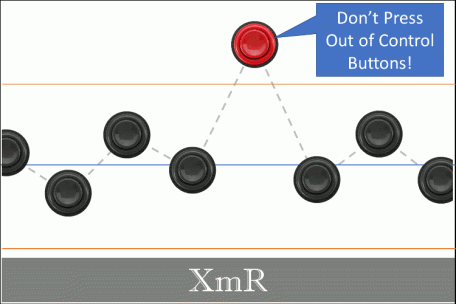 Don't Press
Out of Control
Buttons!
XmR